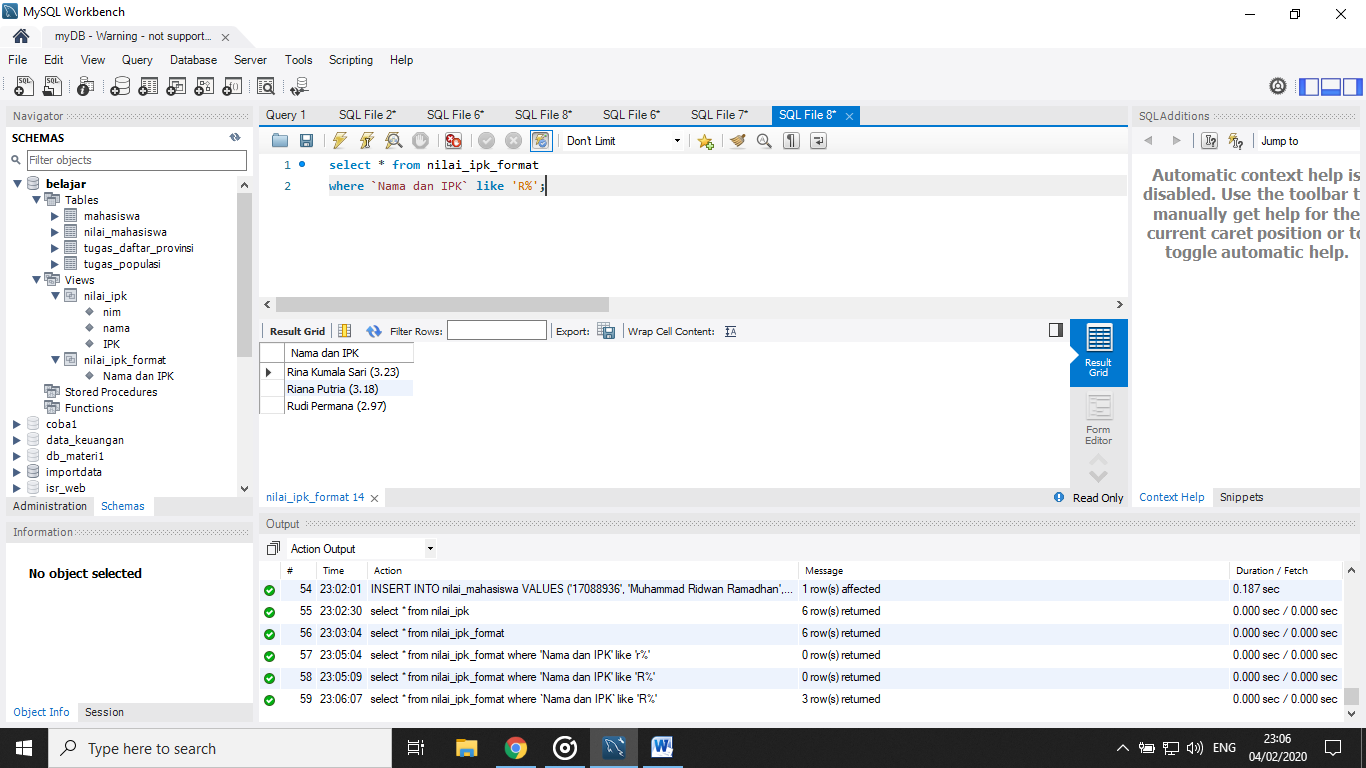 MySQL Workbench
myDB - Warning - not support...
File Edit View Query Database Server Tools Scripting Help
Navigator
SCHEMAS
Filter objects
belajar
Tables
mahasiswa
nilai_mahasiswa
tugas_daftar_provinsi
tugas_populasi
Views
nilai_ipk
nim
nama
IPK
nilai_ipk_format
Nama dan IPK
Stored Procedures
Functions
coba1
data_keuangan
db_materi1
importdata
isr_web
Administration Schemas
Information
No object selected
Object Info Session
Query 1 SQL File 2* SQL File 6* SQL File 8* SQL File 6* SQL File 7* SQL File 8*
Don't Limit
1 select * from nilai_ipk_format
2 where `Nama dan IPK` like 'R%';
Result Grid Filter Rows: Export: Wrap Cell Content:
Nama dan IPK
Rina Kumala Sari (3.23)
Riana Putria (3.18)
Rudi Permana (2.97)
Result
Grid
Form
Editor
nilai_ipk_format 14
Read Only
SQLAdditions
Jump to
Automatic context help is
disabled. Use the toolbar t
manually get help for the
current caret position or to
toggle automatic help.
Context Help Snippets
Output
Action Output
# Time Action Message Duration / Fetch
54 23:02:01 INSERT INTO nilai_mahasiswa VALUES ('17088936', 'Muhammad Ridwan Ramadhan',... 1 row(s) affected 0.187 sec
55 23:02:30 select * from nilai_ipk 6 row(s) returned 0.000 sec / 0.000 sec
56 23:03:04 select * from nilai_ipk_format 6 row(s) returned 0.000 sec / 0.000 sec
57 23:05:04 select * from nilai_ipk_format where 'Nama dan IPK' like 'r%' 0 row(s) returned 0.000 sec / 0.000 sec
58 23:05:09 select * from nilai_ipk_format where 'Nama dan IPK' like 'R%' 0 row(s) returned 0.000 sec / 0.000 sec
59 23:06:07 select * from nilai_ipk_format where `Nama dan IPK` like 'R%' 3 row(s) returned 0.000 sec / 0.000 sec
Type here to search
ENG
23:06
04/02/2020